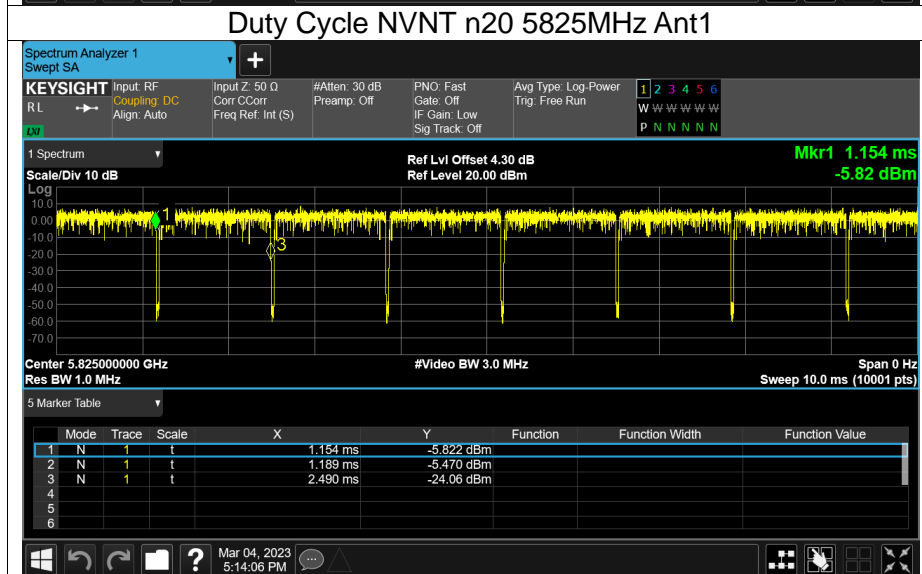 Duty Cycle NVNT n20 5825MHz Ant1
Spectrum Analyzer 1
Swept SA
+
KEYSIGHT Input: RF Input Z: 50 Ω #Atten: 30 dB PNO: Fast Avg Type: Log-Power 1 2 3 4 5 6
R L Coupling: DC Corr CCorr Preamp: Off Gate: Off Trig: Free Run W W W W W W
Align: Auto Freq Ref: Int (S) IF Gain: Low
LXI Sig Track: Off P N N N N N
1 Spectrum Ref Lvl Offset 4.30 dB Mkr1 1.154 ms
Scale/Div 10 dB Ref Level 20.00 dBm -5.82 dBm
Log
10.0
0.00 1
-10.0 3
-20.0
-30.0
-40.0
-50.0
-60.0
-70.0
Center 5.825000000 GHz #Video BW 3.0 MHz Span 0 Hz
Res BW 1.0 MHz Sweep 10.0 ms (10001 pts)
5 Marker Table
Mode Trace Scale X Y Function Function Width Function Value
1 N 1 t 1.154 ms -5.822 dBm
2 N 1 t 1.189 ms -5.470 dBm
3 N 1 t 2.490 ms -24.06 dBm
4
5
6
? Mar 04, 2023
5:14:06 PM